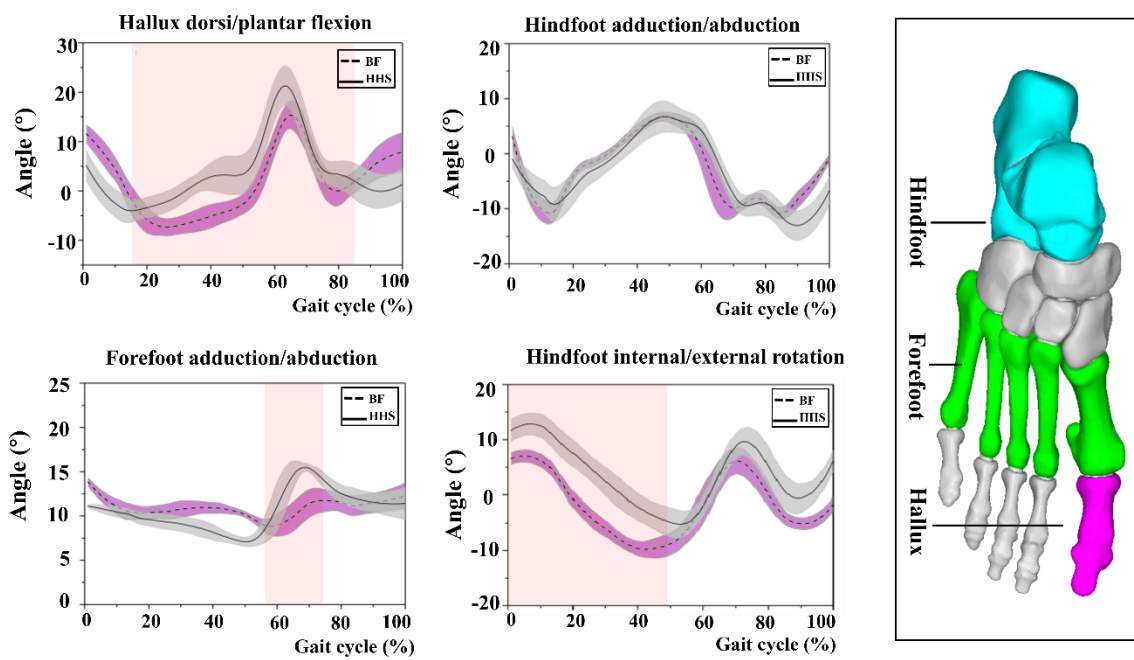 Hallux dorsi/plantar flexion
30
20
10
0
-10
Angle (°)
BF
HHS
0 20 40 60 80 100
Gait cycle (%)
Hindfoot adduction/abduction
20
10
0
-10
-20
Angle (°)
BF
HHS
0 20 40 60 80 100
Gait cycle (%)
Forefoot adduction/abduction
25
20
15
10
5
0
Angle (°)
BF
HHS
0 20 40 60 80 100
Gait cycle (%)
Hindfoot internal/external rotation
20
10
0
-10
-20
Angle (°)
BF
HHS
0 20 40 60 80 100
Gait cycle (%)
Hindfoot
Forefoot
Hallux